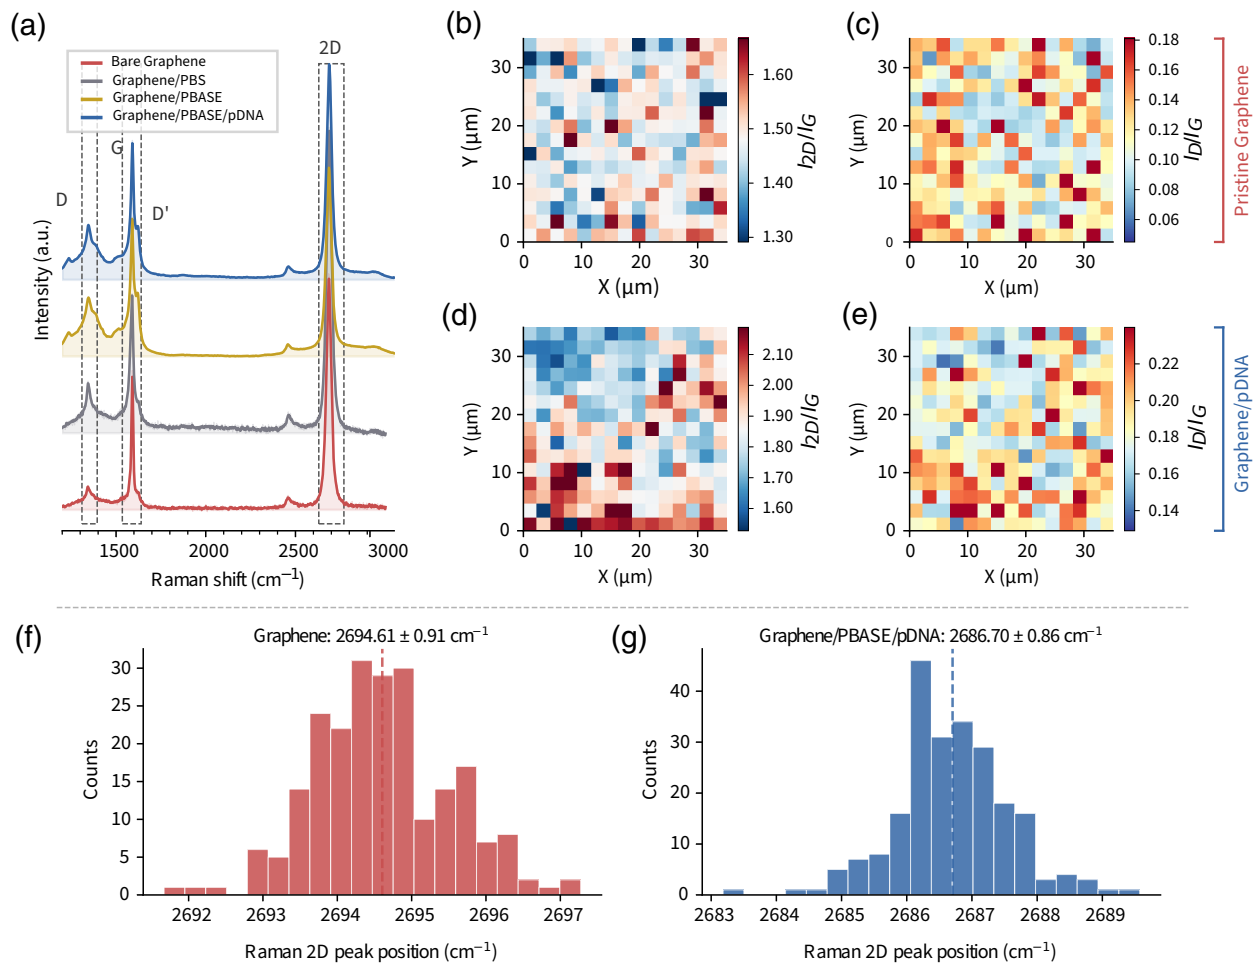 (a)
Bare Graphene
Graphene/PBS
Graphene/PBASE
Graphene/PBASE/pDNA
D
G
D'
2D
Intensity (a.u.)
1500
2000
2500
3000
Raman shift (cm⁻¹)
(b)
30
20
10
0
Y (µm)
0
10
20
30
X (µm)
1.60
1.50
1.40
1.30
I2D/IG
(c)
30
20
10
0
Y (µm)
0
10
20
30
X (µm)
0.18
0.16
0.14
0.12
0.10
0.08
0.06
ID/IG
Pristine Graphene
(d)
30
20
10
0
Y (µm)
0
10
20
30
X (µm)
2.10
2.00
1.90
1.80
1.70
1.60
I2D/IG
(e)
30
20
10
0
Y (µm)
0
10
20
30
X (µm)
0.22
0.20
0.18
0.16
0.14
ID/IG
Graphene/pDNA
(f)
Graphene: 2694.61 ± 0.91 cm⁻¹
30
25
20
15
10
5
0
Counts
2692
2693
2694
2695
2696
2697
Raman 2D peak position (cm⁻¹)
(g)
Graphene/PBASE/pDNA: 2686.70 ± 0.86 cm⁻¹
40
30
20
10
0
Counts
2683
2684
2685
2686
2687
2688
2689
Raman 2D peak position (cm⁻¹)